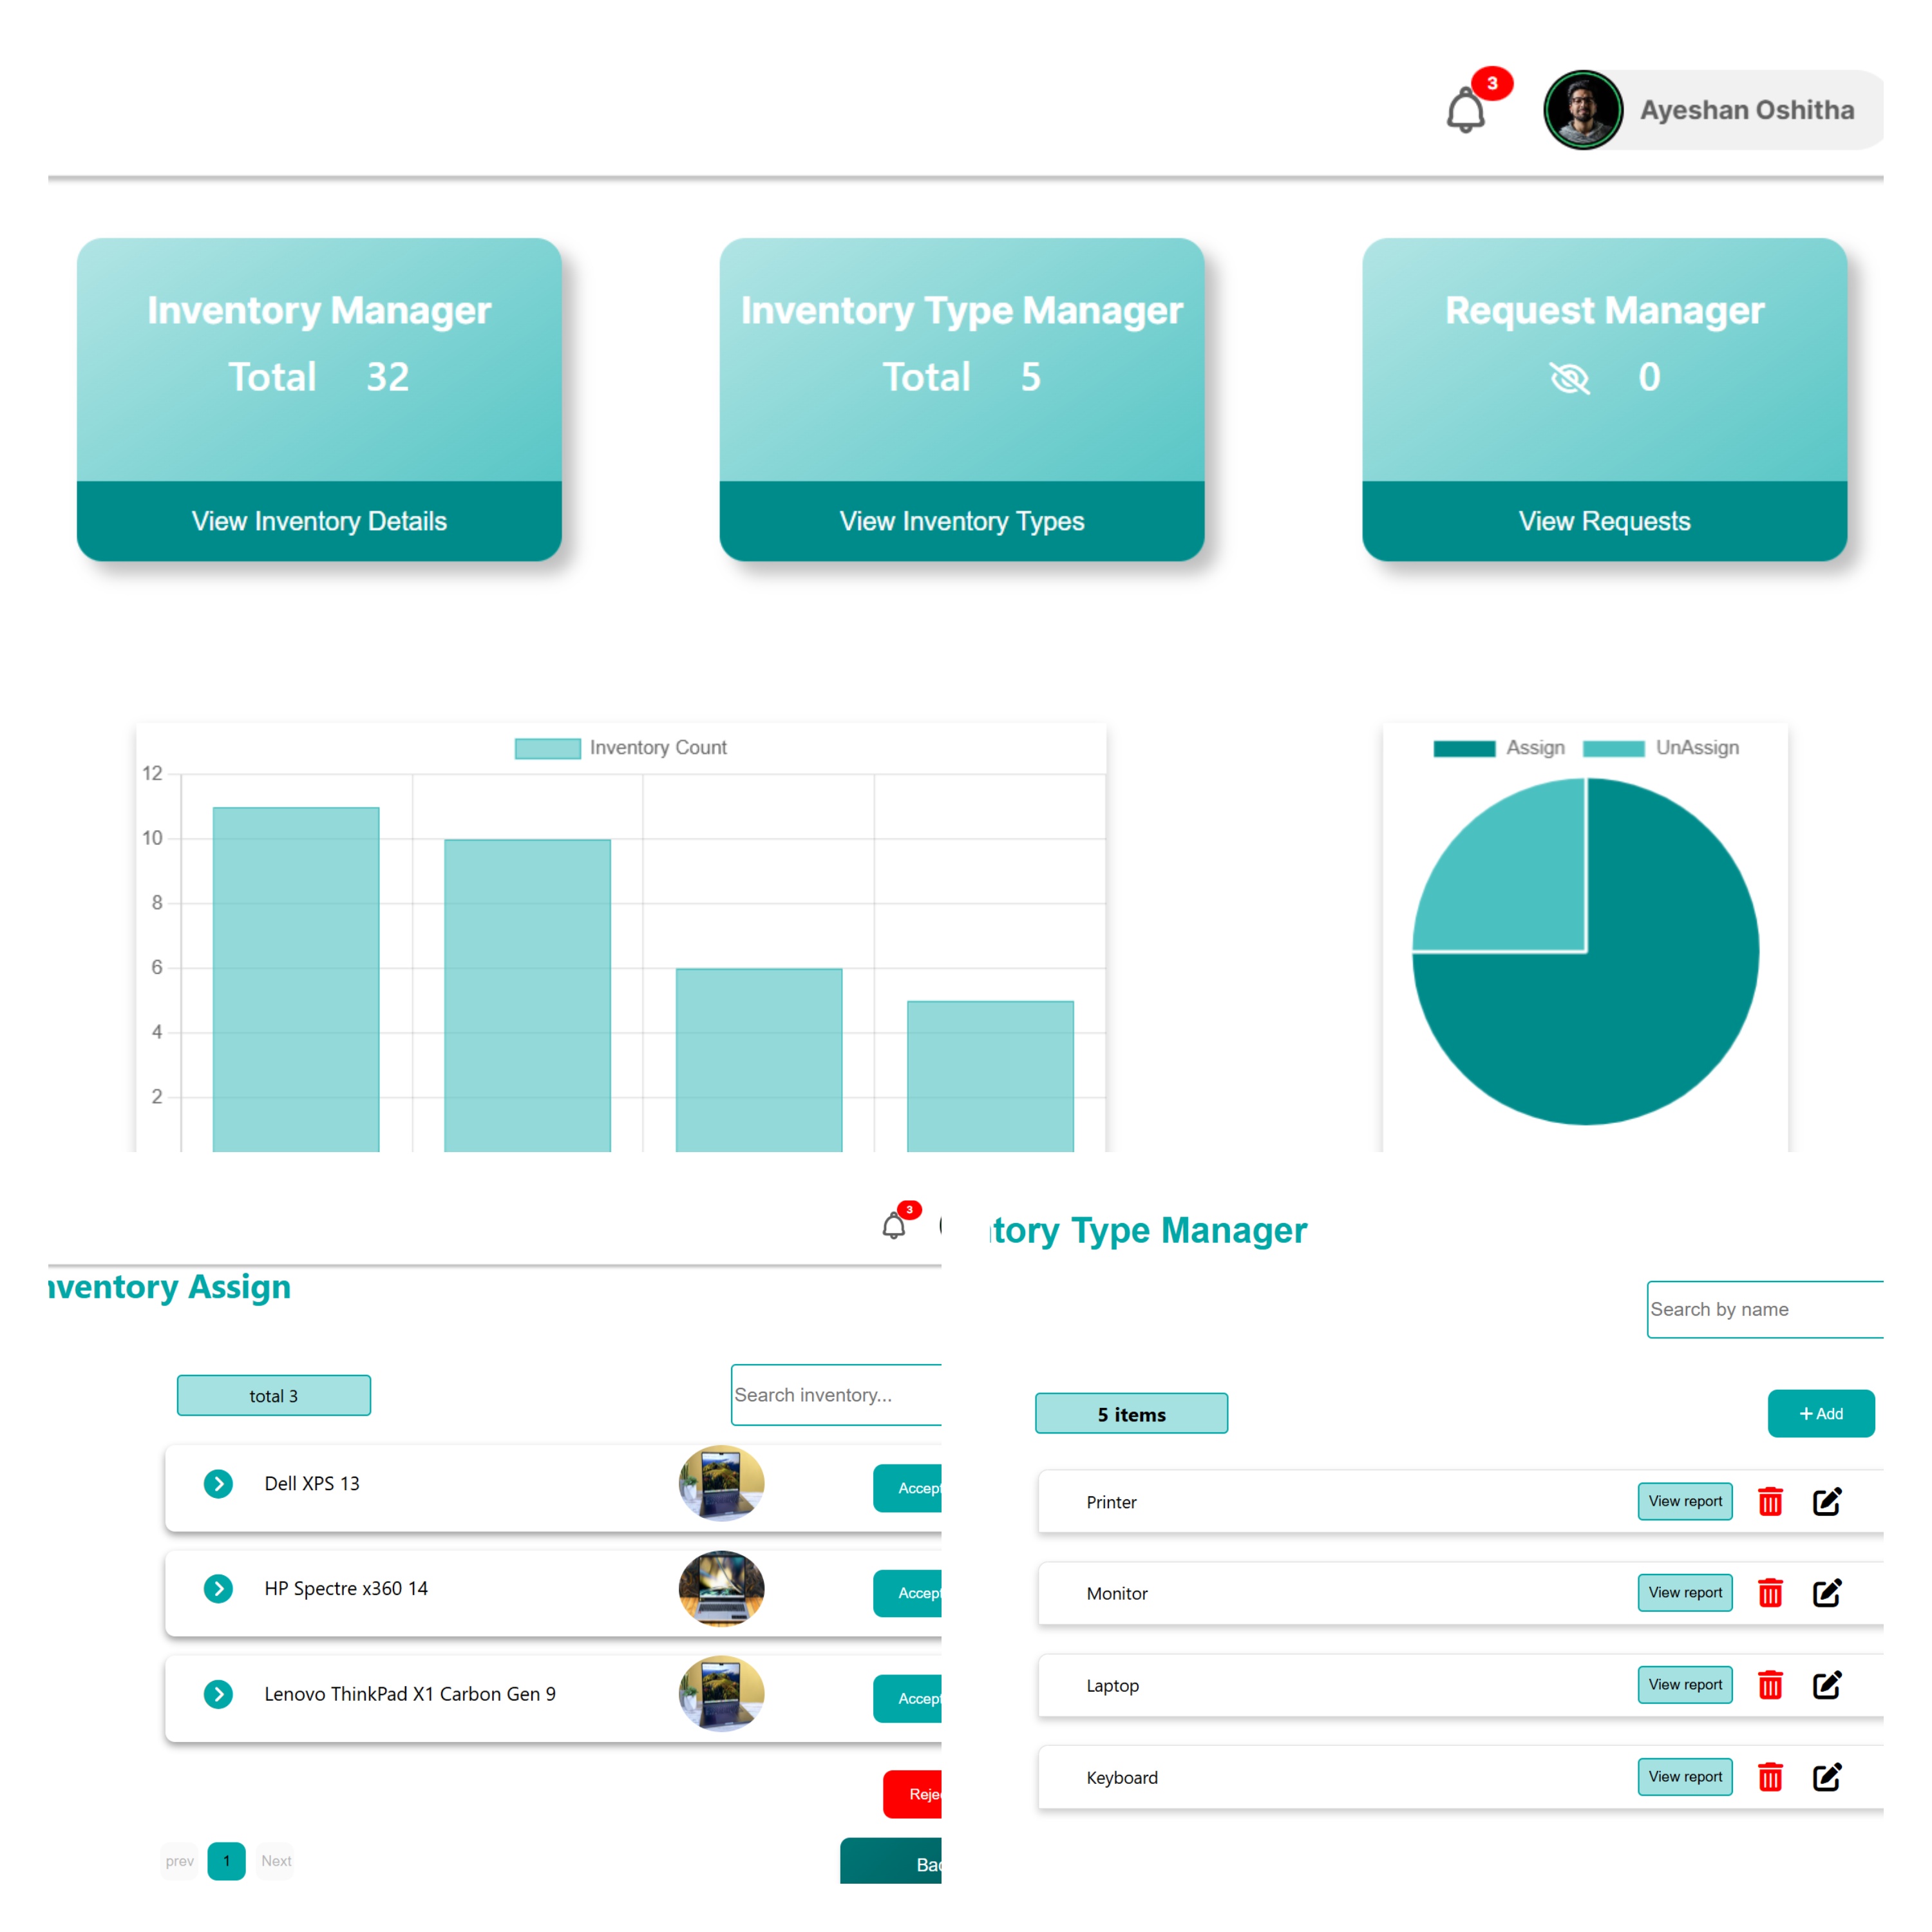 3
Ayeshan Oshitha
Inventory Manager
Total 32
View Inventory Details
Inventory Type Manager
Total 5
View Inventory Types
Request Manager
0
View Requests
Inventory Count
12
10
8
6
4
2
Assign UnAssign
3
nventory Assign
total 3
Search inventory...
Dell XPS 13
Accep
HP Spectre x360 14
Accep
Lenovo ThinkPad X1 Carbon Gen 9
Accep
Reje
prev 1 Next
Bac
tory Type Manager
Search by name
5 items
+ Add
Printer View report
Monitor View report
Laptop View report
Keyboard View report